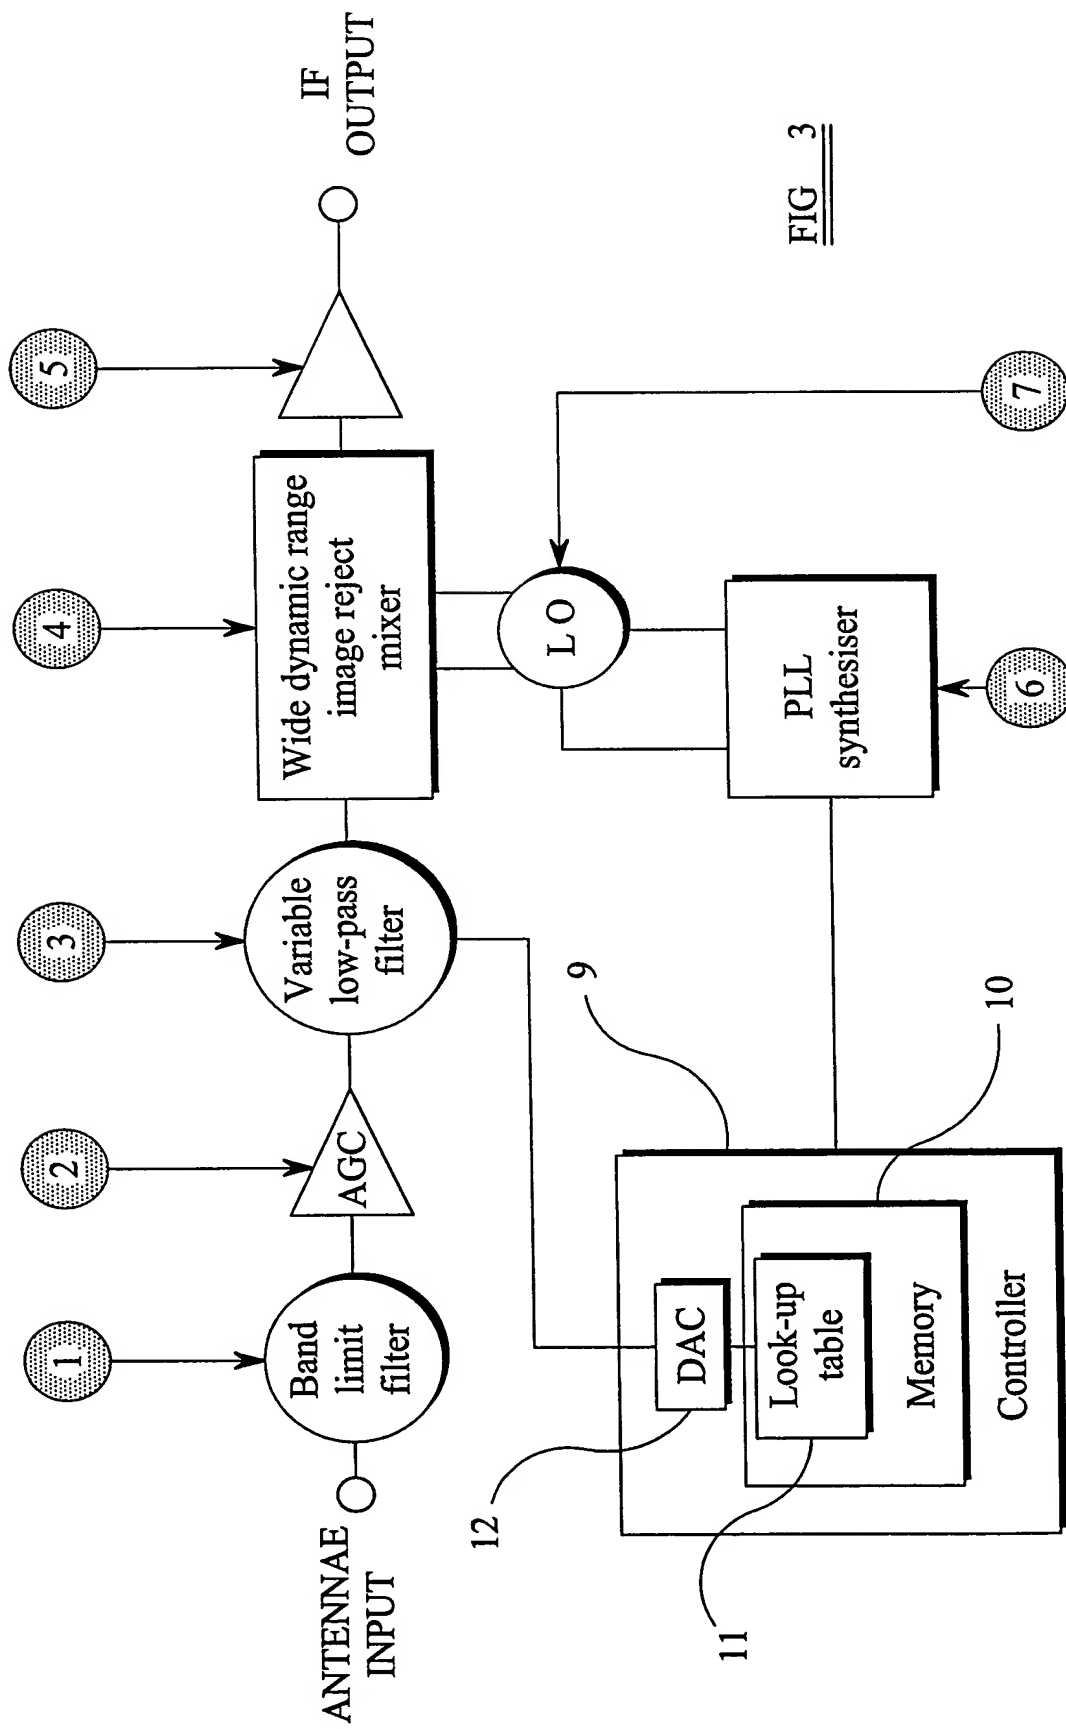 1
2
3
4
5
ANTENNAE
INPUT
Band
limit
filter
AGC
Variable
low-pass
filter
Wide dynamic range
image reject
mixer
IF
OUTPUT
L O
7
PLL
synthesiser
6
9
10
12
11
DAC
Look-up
table
Memory
Controller
FIG 3